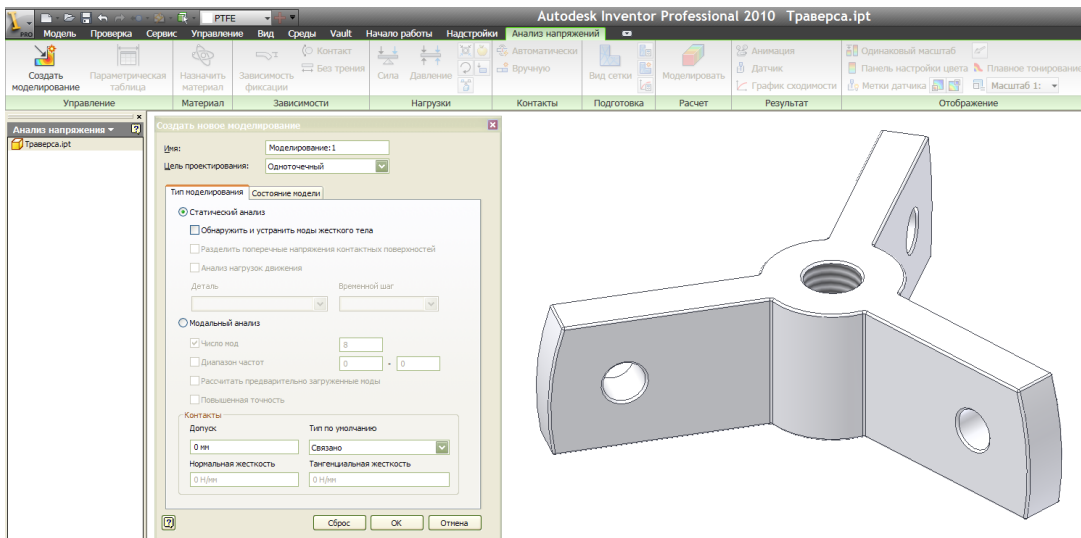 PTFE
Autodesk Inventor Professional 2010 Траверса.ipt
PRO Модель Проверка Сервис Управление Вид Среды Vault Начало работы Надстройки Анализ напряжений
Создать моделирование
Параметрическая таблица
Управление
Назначить материал
Материал
Зависимость фиксации
Контакт
Без трения
Зависимости
Сила
Давление
Нагрузки
Автоматически
Вручную
Контакты
Вид сетки
Подготовка
Моделировать
Расчет
Анимация
Датчик
График сходимости
Результат
Одинаковый масштаб
Панель настройки цвета
Плавное тонирование
Метки датчика
Масштаб 1:
Отображение
Анализ напряжения
Траверса.ipt
Создать новое моделирование
Имя: Моделирование:1
Цель проектирования: Одноточечный
Тип моделирования Состояние модели
Статический анализ
Обнаружить и устранить моды жесткого тела
Разделить поперечные напряжения контактных поверхностей
Анализ нагрузок движения
Деталь Временной шаг
Модальный анализ
Число мод 8
Диапазон частот 0 - 0
Рассчитать предварительно загруженные моды
Повышенная точность
Контакты
Допуск Тип по умолчанию
0 мм Связано
Нормальная жесткость Тангенциальная жесткость
0 Н/мм 0 Н/мм
Сброс OK Отмена